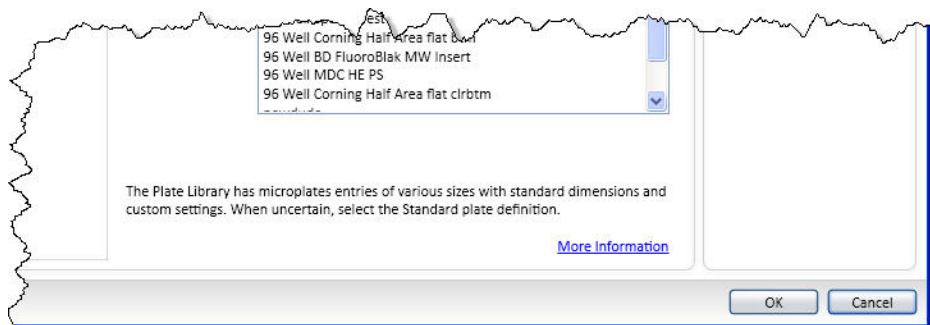 96 Well Corning Half Area flat
96 Well BD FluoroBlak MW Insert
96 Well MDC HE PS
96 Well Corning Half Area flat clrbtm
The Plate Library has microplates entries of various sizes with standard dimensions and
custom settings. When uncertain, select the Standard plate definition.
More Information
OK
Cancel